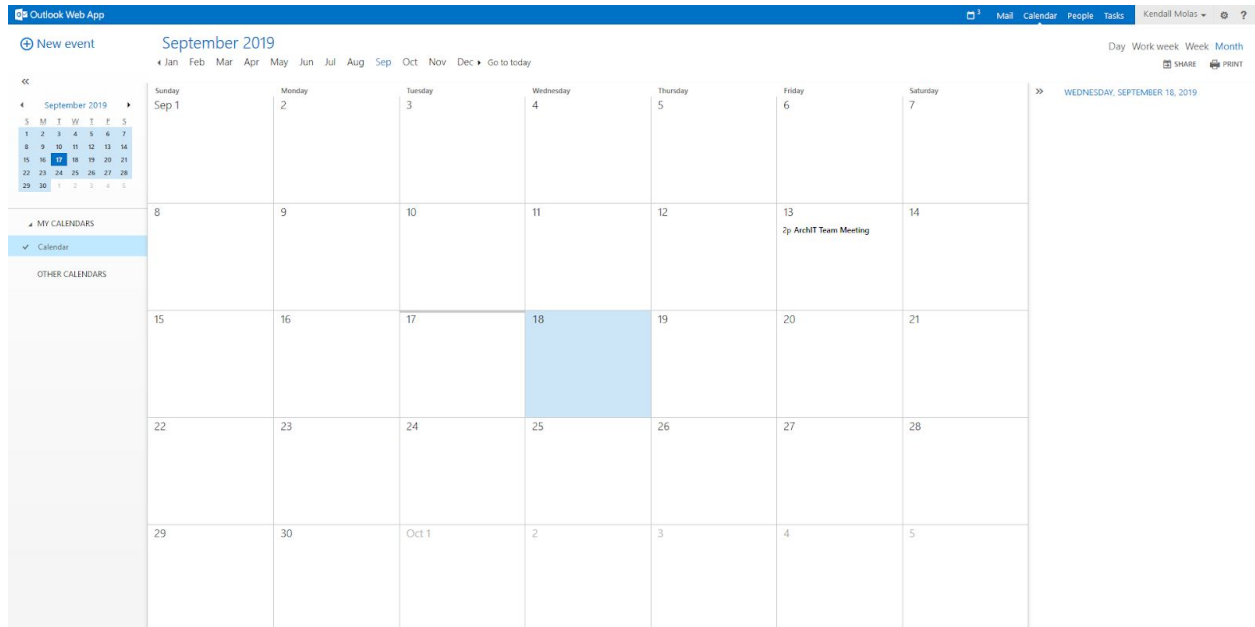 Outlook Web App
3 Mail Calendar People Tasks Kendall Molas ?
New event
September 2019
Day Work week Week Month
Jan Feb Mar Apr May Jun Jul Aug Sep Oct Nov Dec Go to today
SHARE PRINT
September 2019
S M T W T F S
1 2 3 4 5 6 7
8 9 10 11 12 13 14
15 16 17 18 19 20 21
22 23 24 25 26 27 28
29 30 1 2 3 4 5
MY CALENDARS
Calendar
OTHER CALENDARS
Sunday Monday Tuesday Wednesday Thursday Friday Saturday
Sep 1 2 3 4 5 6 7
8 9 10 11 12 13 14
2p ArchIT Team Meeting
15 16 17 18 19 20 21
22 23 24 25 26 27 28
29 30 Oct 1 2 3 4 5
WEDNESDAY, SEPTEMBER 18, 2019